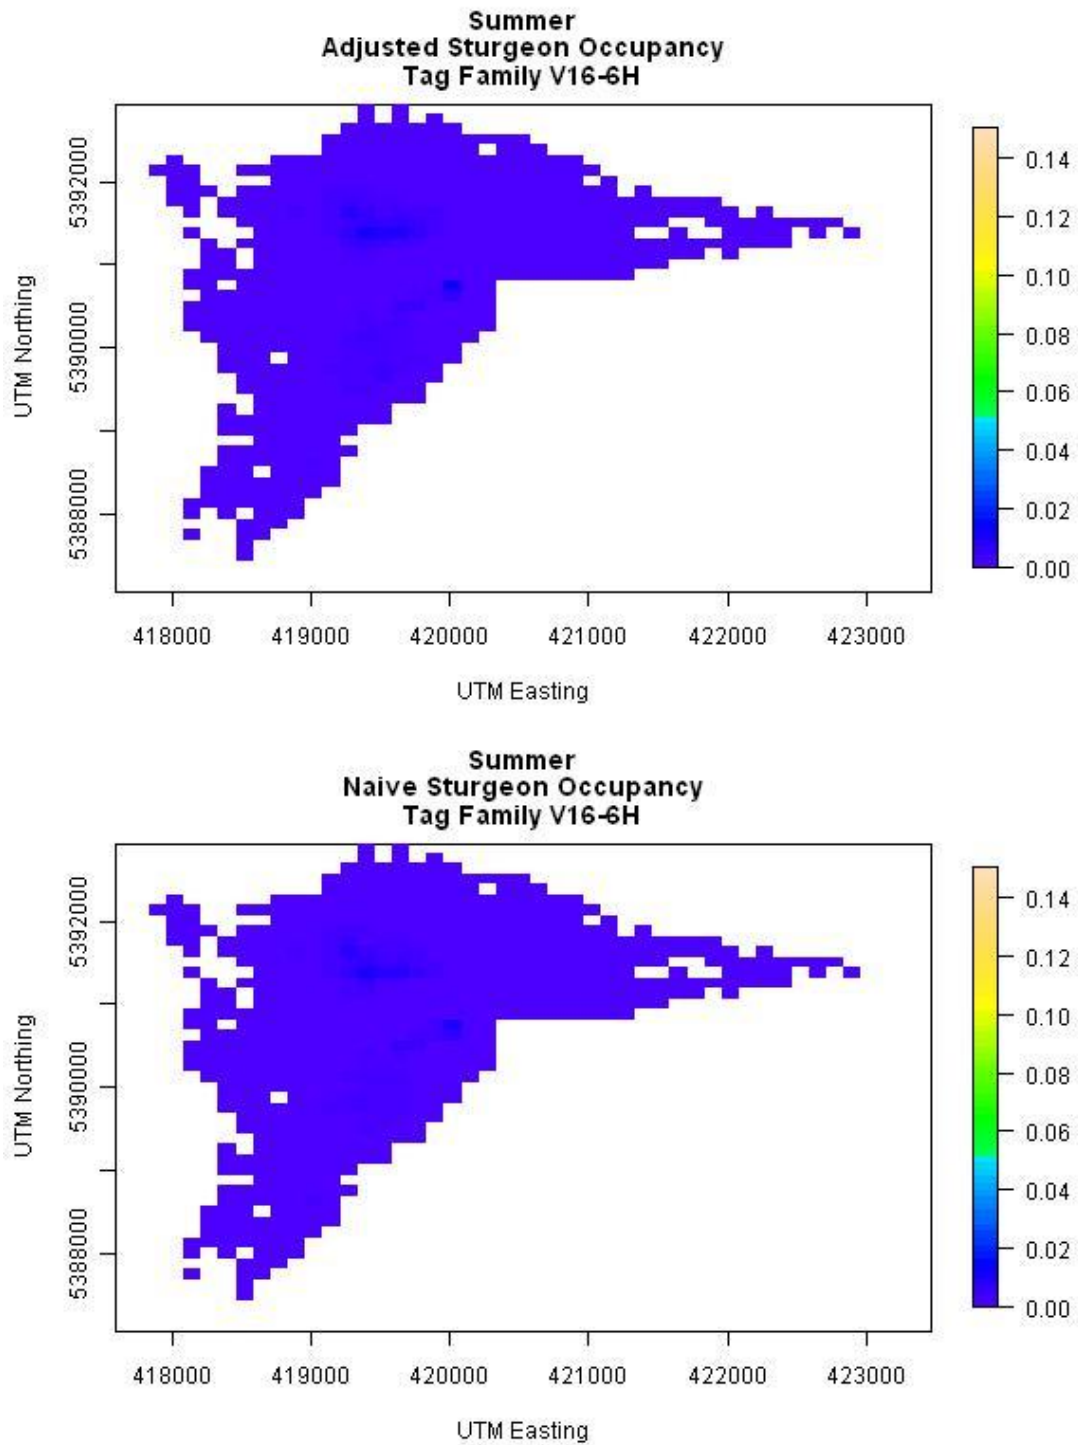 Summer
Adjusted Sturgeon Occupancy
Tag Family V16-6H
UTM Northing
5392000
5390000
5388000
418000 419000 420000 421000 422000 423000
UTM Easting
0.14
0.12
0.10
0.08
0.06
0.04
0.02
0.00
Summer
Naive Sturgeon Occupancy
Tag Family V16-6H
UTM Northing
5392000
5390000
5388000
418000 419000 420000 421000 422000 423000
UTM Easting
0.14
0.12
0.10
0.08
0.06
0.04
0.02
0.00